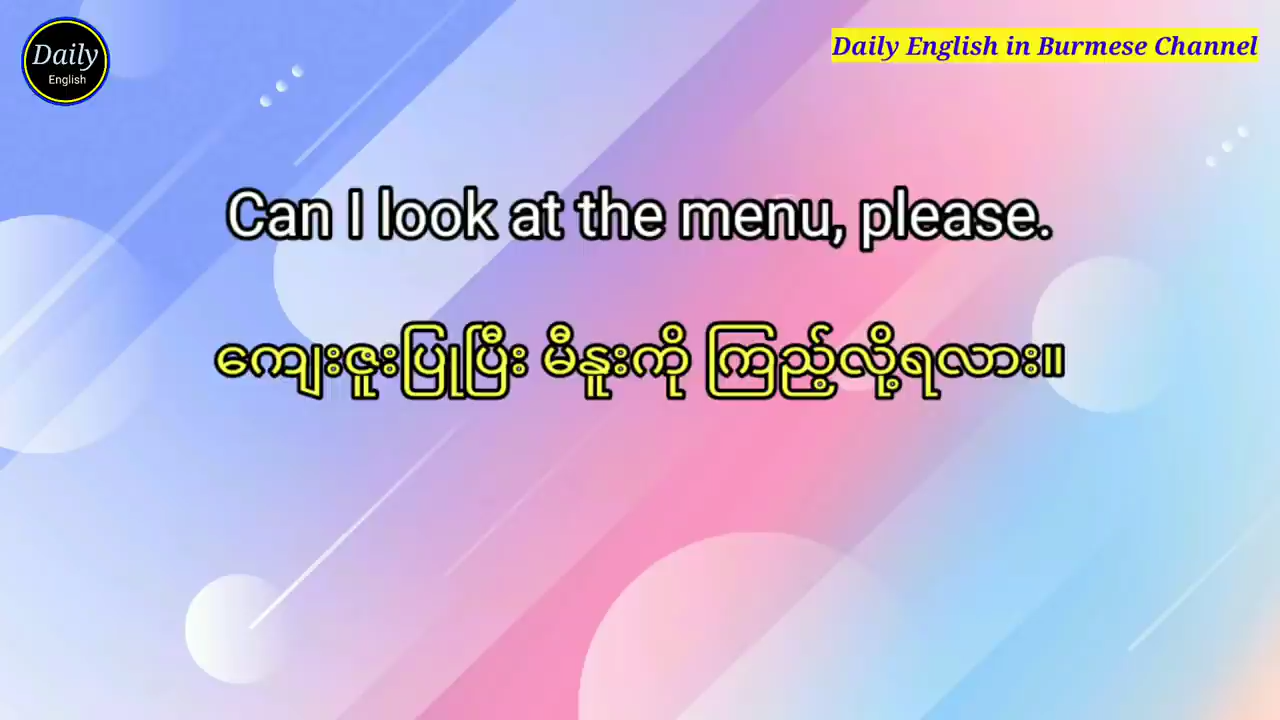 Daily
English
Daily English in Burmese Channel
Can I look at the menu, please.
ကျေးဇူးပြုပြီး မီနူးကို ကြည့်လို့ရလား။